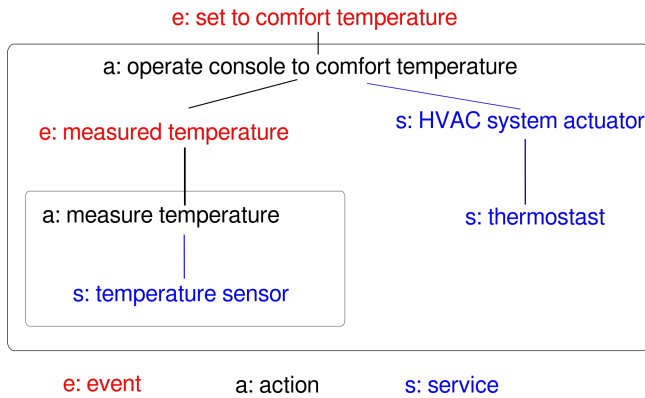 e: set to comfort temperature
a: operate console to comfort temperature
e: measured temperature
s: HVAC system actuator
a: measure temperature
s: thermostast
s: temperature sensor
e: event
a: action
s: service